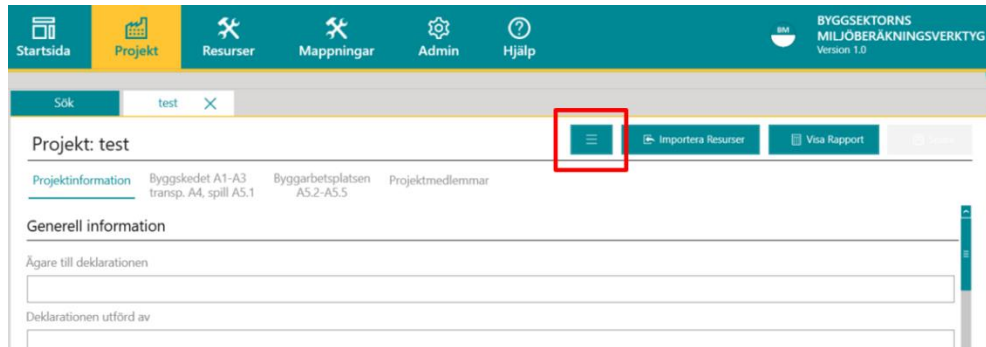 Startsida Projekt Resurser Mappningar Admin Hjälp
BM
BYGGSEKTORNS
MILJÖBERÄKNINGSVERKTYG
Version 1.0
Sök test
Projekt: test
Importera Resurser Visa Rapport
Projektinformation
Byggskedet A1-A3
transp. A4, spill A5.1
Byggarbetsplatsen
A5.2-A5.5
Projektmedlemmar
Generell information
Ägare till deklarationen
Deklarationen utförd av